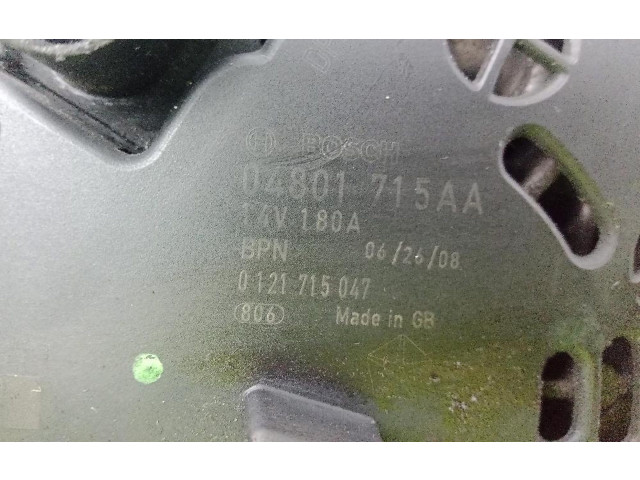 BOSCH
04801 715AA
14V 180A
BPN 06/26/08
0 121 715 047
806 Made in GB